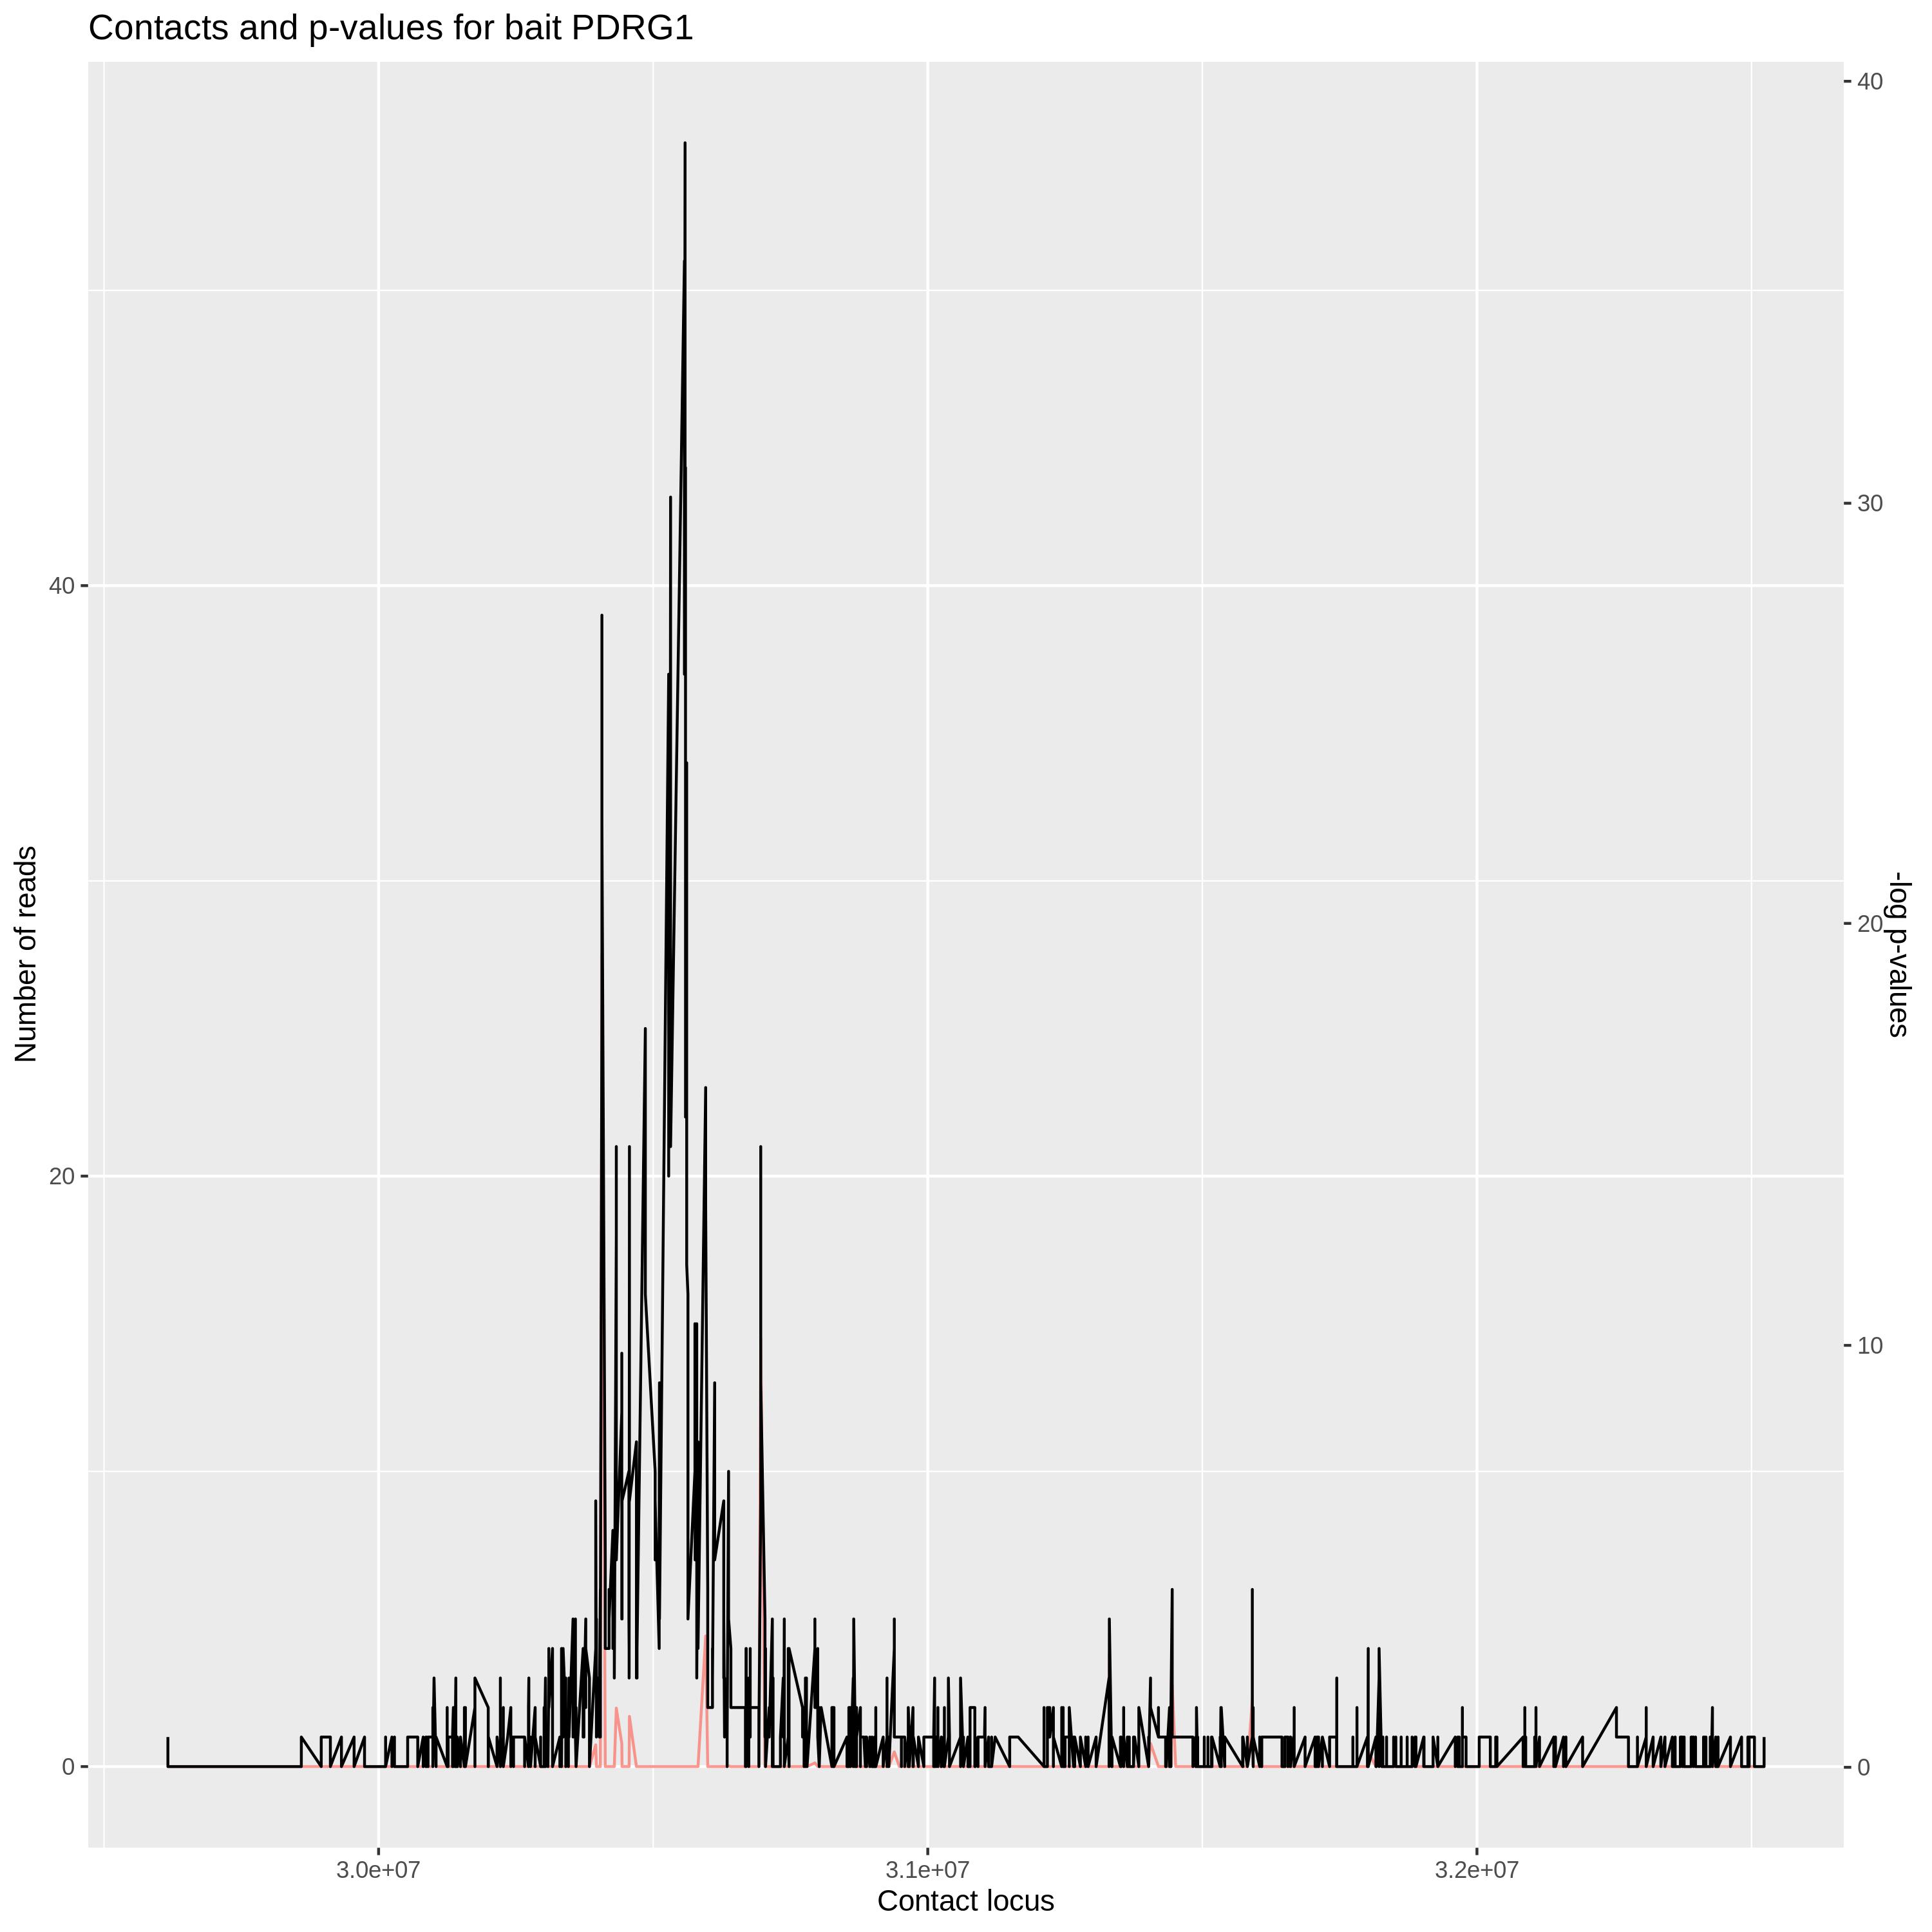 Contacts and p-values for bait PDRG1
40
20
0
Number of reads
40
30
20
10
0
-log p-values
3.0e+07
3.1e+07
3.2e+07
Contact locus